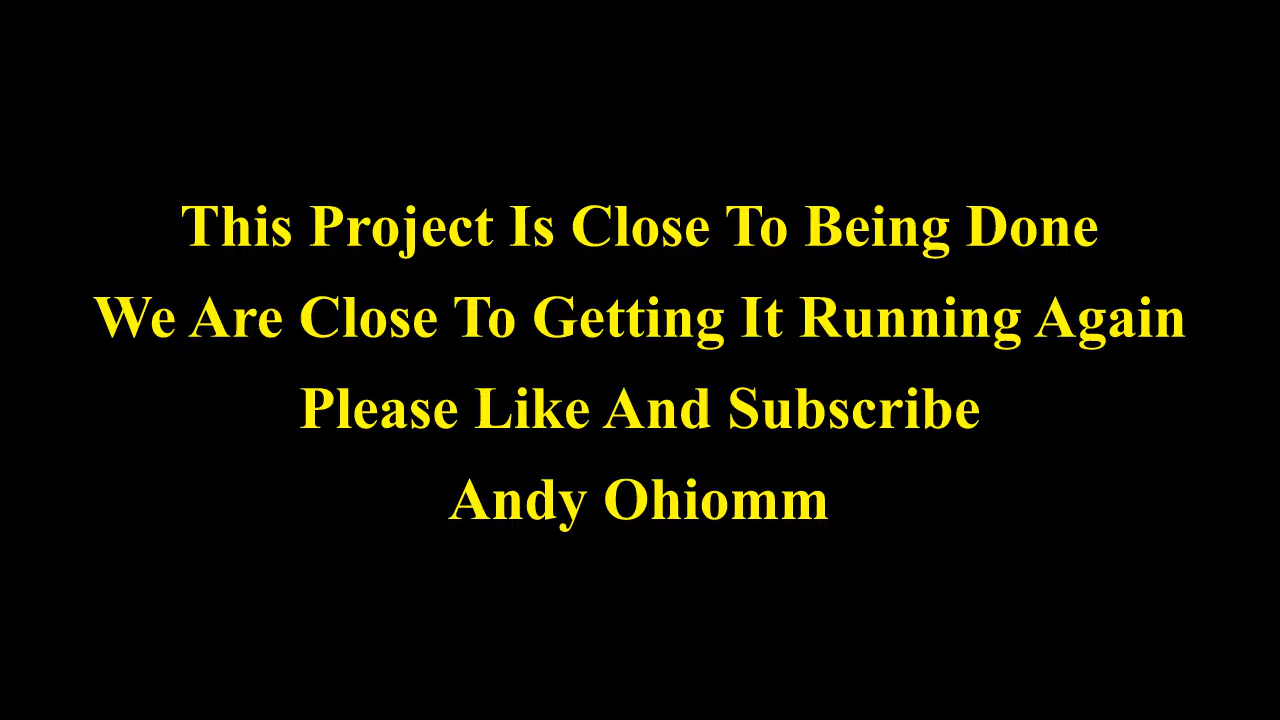 This Project Is Close To Being Done
We Are Close To Getting It Running Again
Please Like And Subscribe
Andy Ohiomm